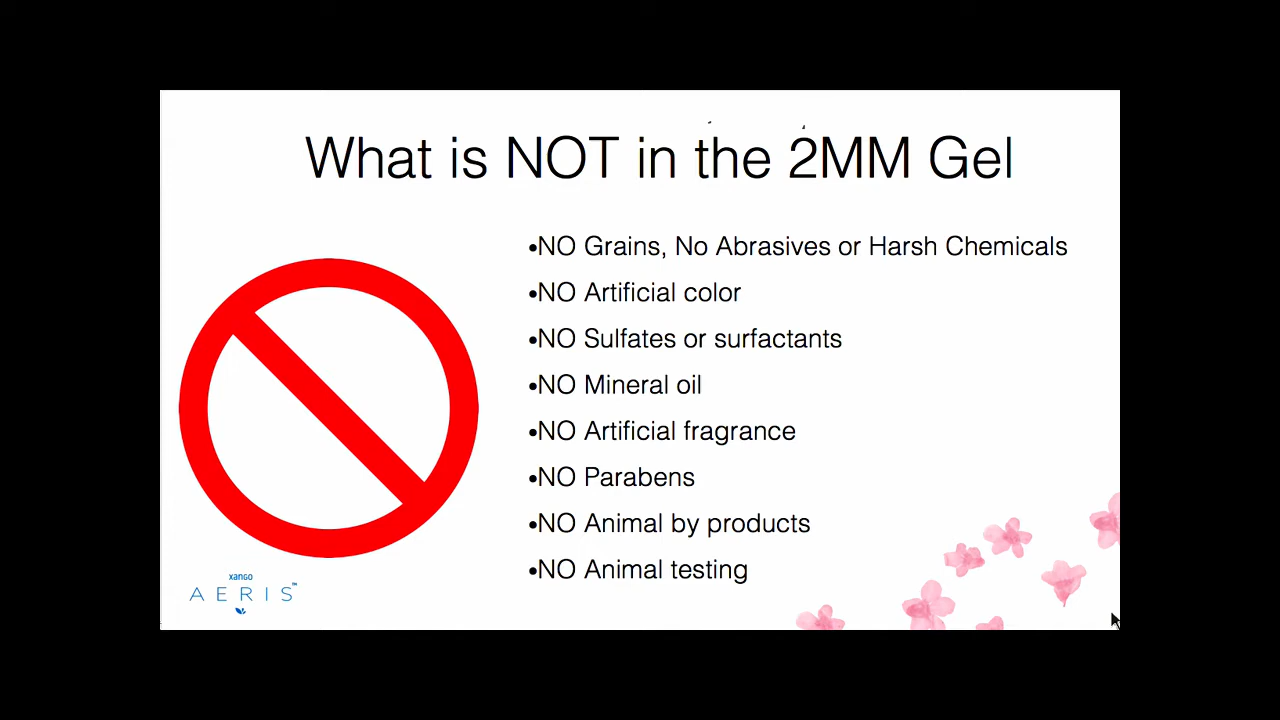 What is NOT in the 2MM Gel
•NO Grains, No Abrasives or Harsh Chemicals
•NO Artificial color
•NO Sulfates or surfactants
•NO Mineral oil
•NO Artificial fragrance
•NO Parabens
•NO Animal by products
•NO Animal testing
xango
AERIS™